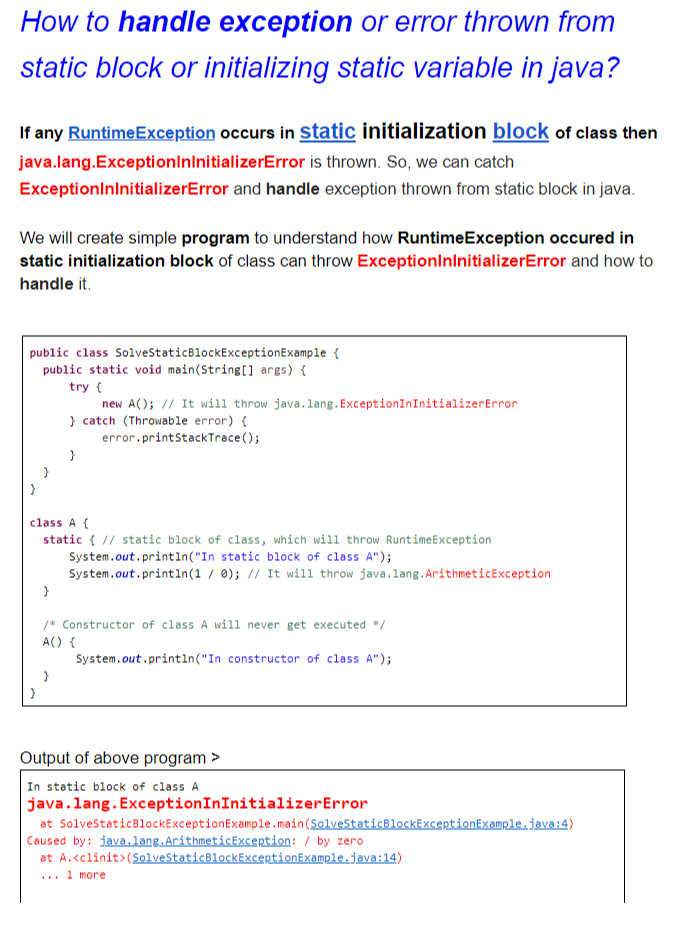 How to handle exception or error thrown from
static block or initializing static variable in java?
If any RuntimeException occurs in static initialization block of class then
java.lang.ExceptionInInitializerError is thrown. So, we can catch
ExceptionInInitializerError and handle exception thrown from static block in java.
We will create simple program to understand how RuntimeException occured in
static initialization block of class can throw ExceptionInInitializerError and how to
handle it.
public class SolveStaticBlockExceptionExample {
public static void main(String[] args) {
try {
new A(); // It will throw java.lang.ExceptionInInitializerError
} catch (Throwable error) {
error.printStackTrace();
}
}
}
class A {
static { // static block of class, which will throw RuntimeException
System.out.println("In static block of class A");
System.out.println(1 / 0); // It will throw java.lang.ArithmeticException
}
/* Constructor of class A will never get executed */
A() {
System.out.println("In constructor of class A");
}
}
Output of above program >
In static block of class A
java.lang.ExceptionInInitializerError
at SolveStaticBlockExceptionExample.main(SolveStaticBlockExceptionExample.java:4)
Caused by: java.lang.ArithmeticException: / by zero
at A.<clinit>(SolveStaticBlockExceptionExample.java:14)
... 1 more